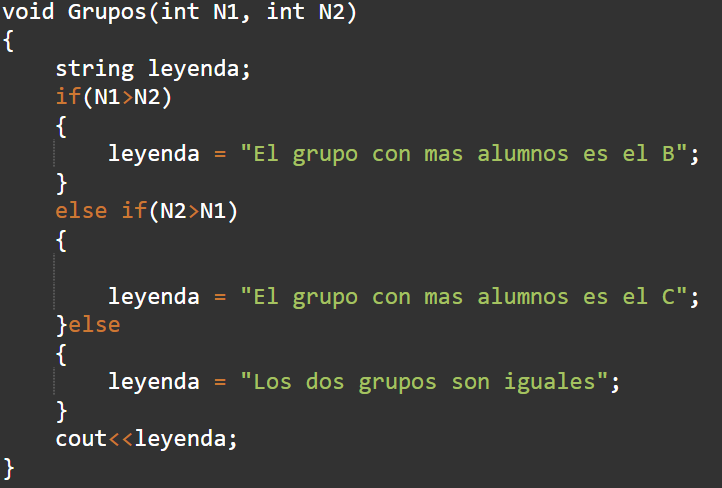 void Grupos(int N1, int N2)
{
    string leyenda;
    if(N1>N2)
    {
        leyenda = "El grupo con mas alumnos es el B";
    }
    else if(N2>N1)
    {

        leyenda = "El grupo con mas alumnos es el C";
    }else
    {
        leyenda = "Los dos grupos son iguales";
    }
    cout<<leyenda;
}